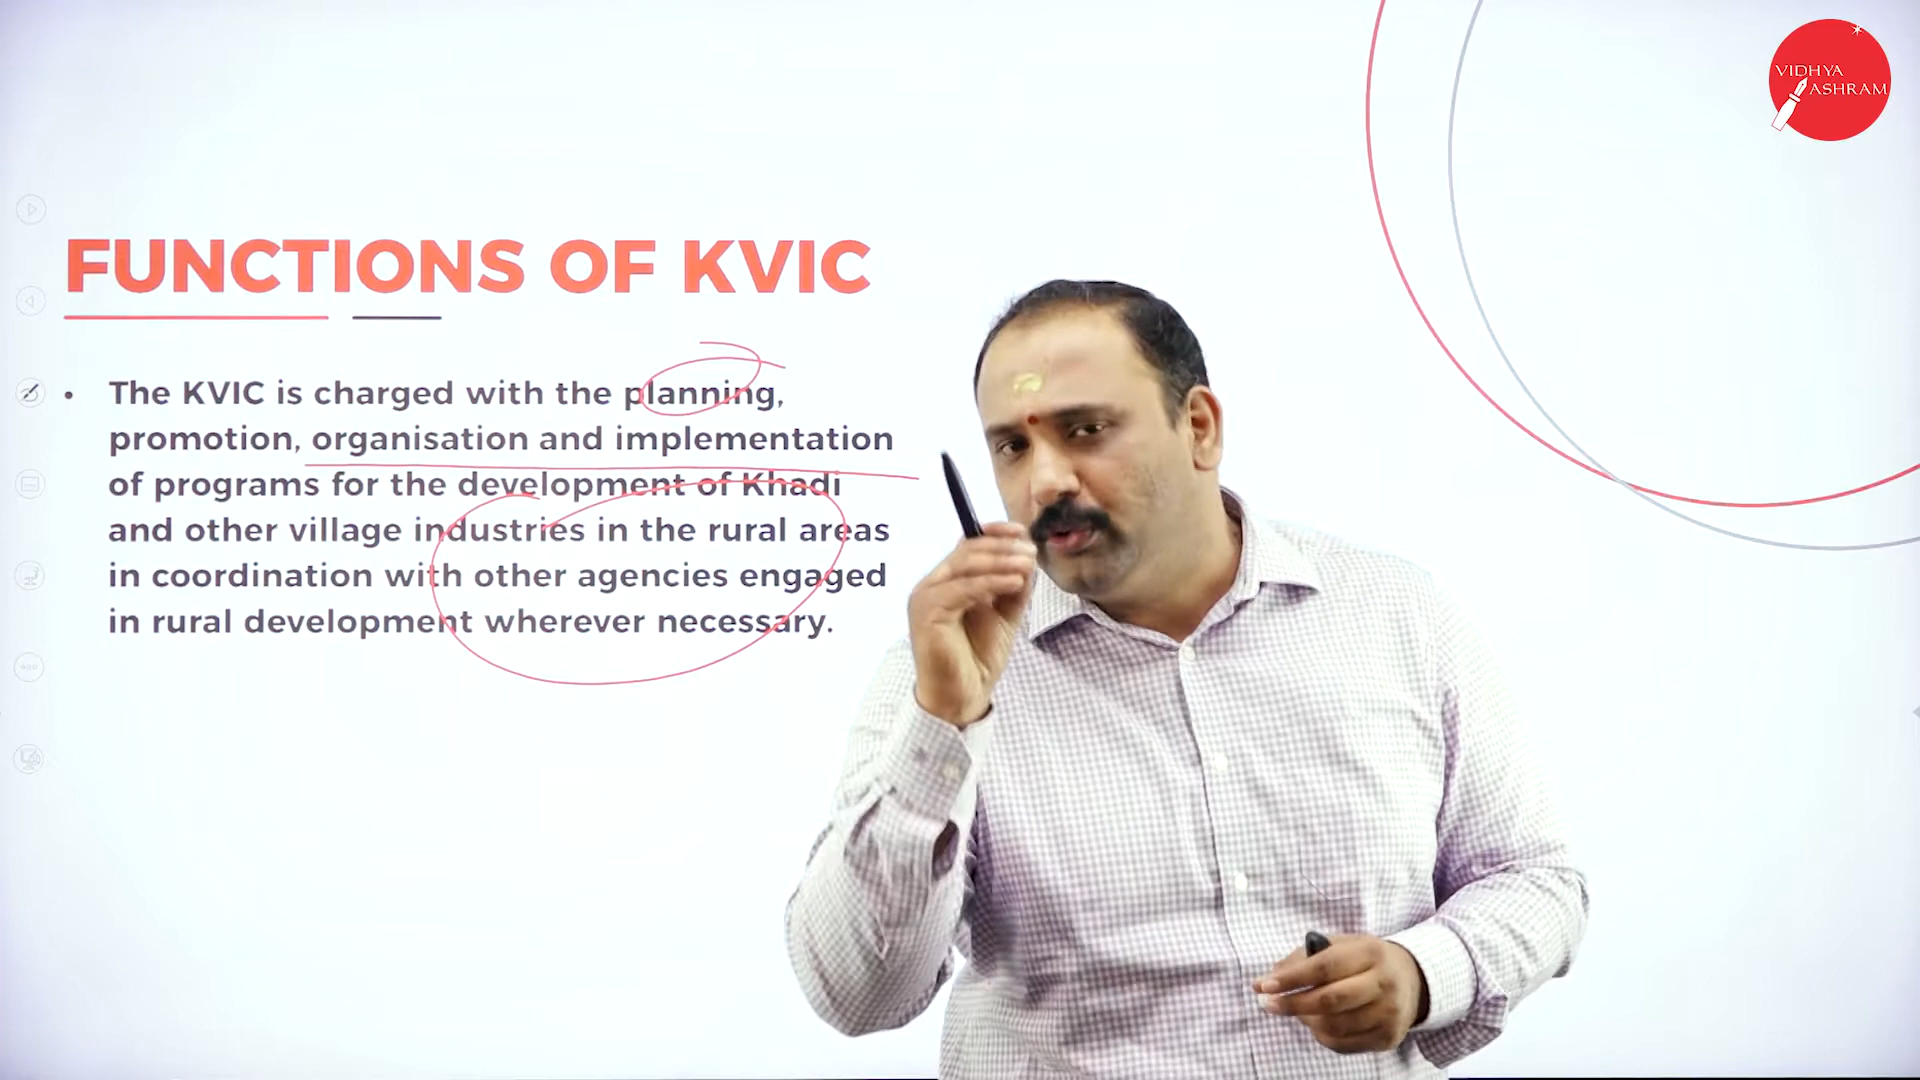 VIDHYA
ASHRAM
FUNCTIONS OF KVIC
• The KVIC is charged with the planning,
promotion, organisation and implementation
of programs for the development of Khadi
and other village industries in the rural areas
in coordination with other agencies engaged
in rural development wherever necessary.